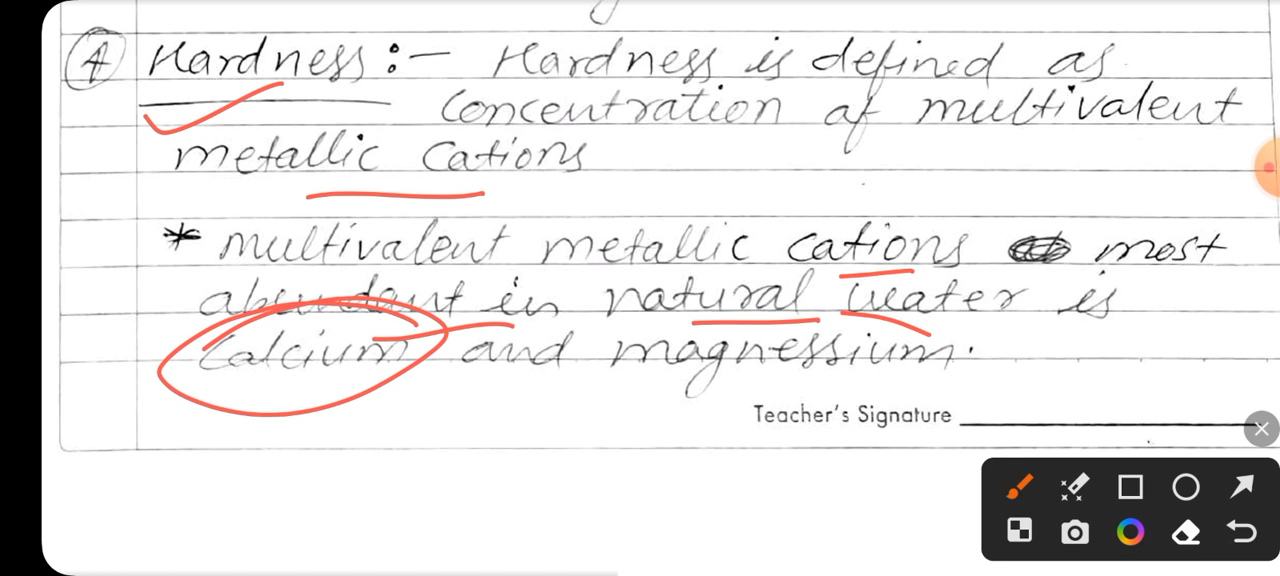 4 Hardness :- Hardness is defined as
concentration of multivalent
metallic cations
* multivalent metallic cations most
abundant in natural water is
Calcium and magnessium.
Teacher's Signature